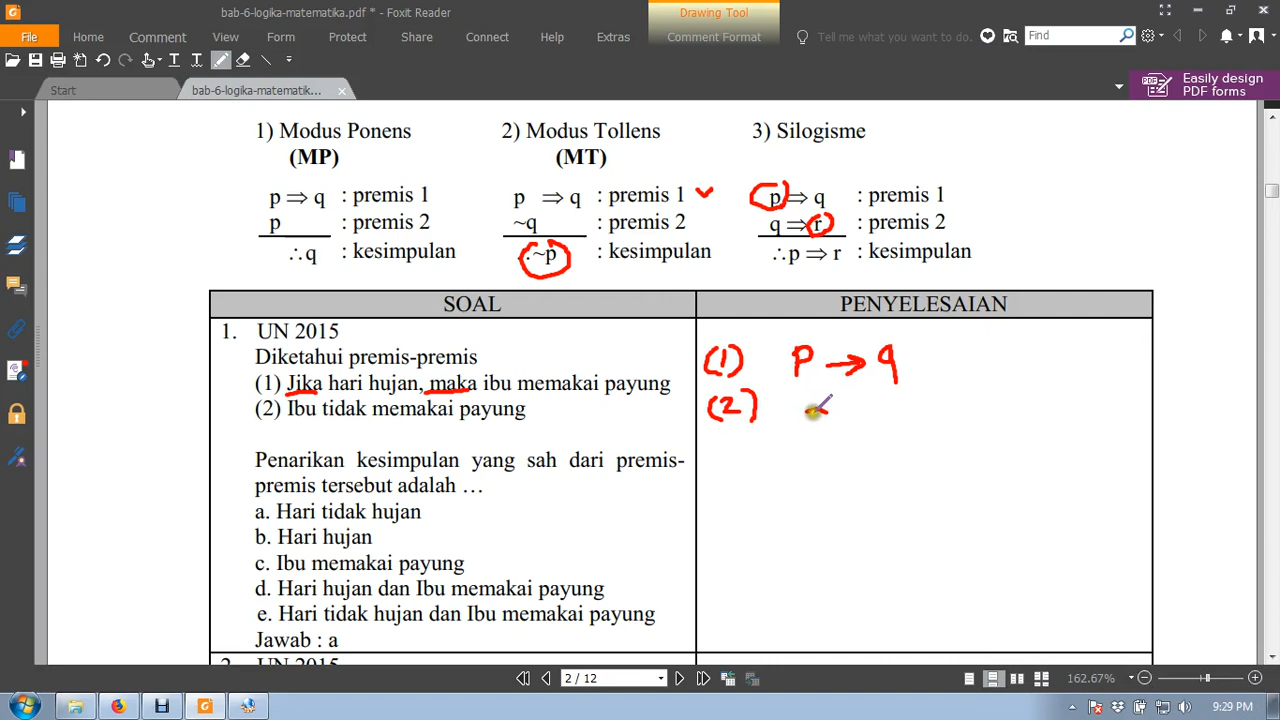 bab-6-logika-matematika.pdf * - Foxit Reader
Drawing Tool
File Home Comment View Form Protect Share Connect Help Extras Comment Format Tell me what you want to do... Find
Start
bab-6-logika-matematik...
Easily design
PDF forms
1) Modus Ponens 2) Modus Tollens 3) Silogisme
(MP) (MT)
p ⇒ q : premis 1 p ⇒ q : premis 1 p ⇒ q : premis 1
p : premis 2 ~q : premis 2 q ⇒ r : premis 2
∴q : kesimpulan ∴~p : kesimpulan ∴p ⇒ r : kesimpulan
SOAL PENYELESAIAN
1. UN 2015
Diketahui premis-premis
(1) Jika hari hujan, maka ibu memakai payung
(2) Ibu tidak memakai payung
Penarikan kesimpulan yang sah dari premis-
premis tersebut adalah …
a. Hari tidak hujan
b. Hari hujan
c. Ibu memakai payung
d. Hari hujan dan Ibu memakai payung
e. Hari tidak hujan dan Ibu memakai payung
Jawab : a
(1) P → q
(2) ~
2. UN 2015
2 / 12
162.67%
9:29 PM